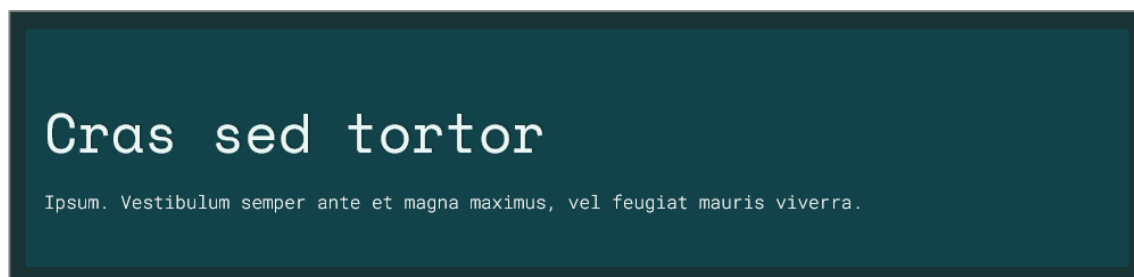 Cras sed tortor
Ipsum. Vestibulum semper ante et magna maximus, vel feugiat mauris viverra.